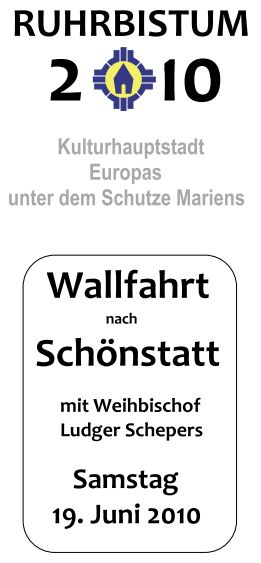 RUHRBISTUM
2010
Kulturhauptstadt
Europas
unter dem Schutze Mariens
Wallfahrt
nach
Schönstatt
mit Weihbischof
Ludger Schepers
Samstag
19. Juni 2010